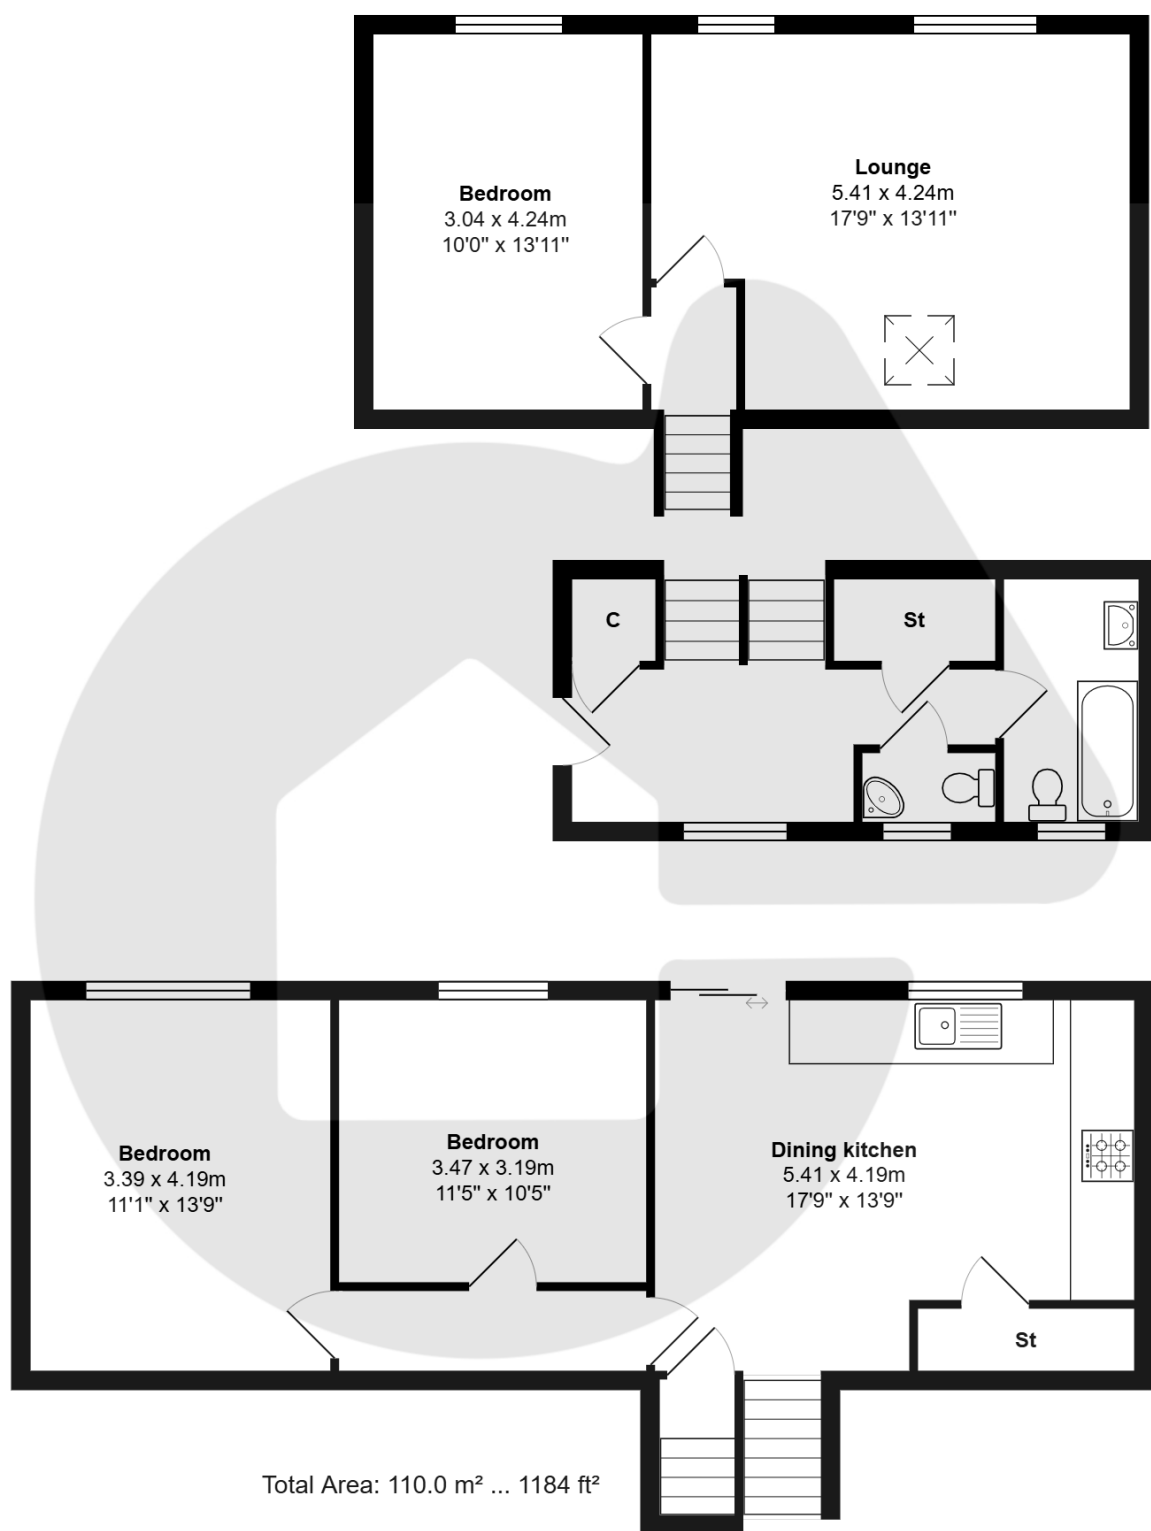 Bedroom
3.04 x 4.24m
10'0" x 13'11"
Lounge
5.41 x 4.24m
17'9" x 13'11"
C
St
Bedroom
3.39 x 4.19m
11'1" x 13'9"
Bedroom
3.47 x 3.19m
11'5" x 10'5"
Dining kitchen
5.41 x 4.19m
17'9" x 13'9"
St
Total Area: 110.0 m² ... 1184 ft²